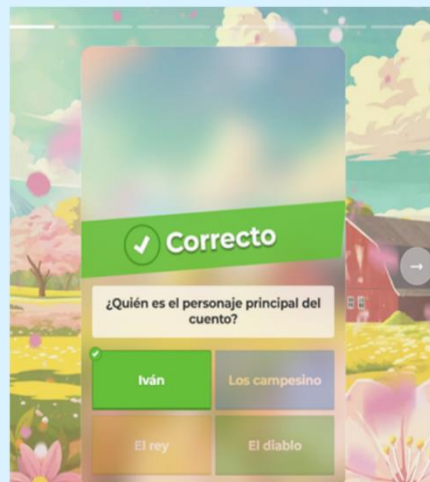 Correcto
¿Quién es el personaje principal del
cuento?
Iván
Los campesino
El rey
El diablo